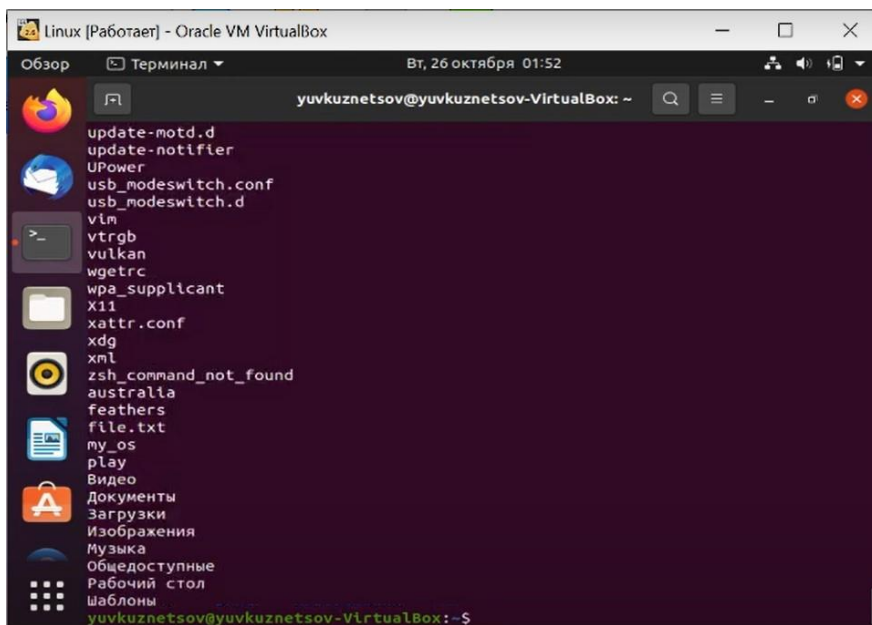 Linux [Работает] - Oracle VM VirtualBox
Обзор Терминал Вт, 26 октября 01:52
yuvkuznetsov@yuvkuznetsov-VirtualBox: ~
update-motd.d
update-notifier
UPower
usb_modeswitch.conf
usb_modeswitch.d
vim
vtrgb
vulkan
wgetrc
wpa_supplicant
X11
xattr.conf
xdg
xml
zsh_command_not_found
australia
feathers
file.txt
my_os
play
Видео
Документы
Загрузки
Изображения
Музыка
Общедоступные
Рабочий стол
Шаблоны
yuvkuznetsov@yuvkuznetsov-VirtualBox:~$